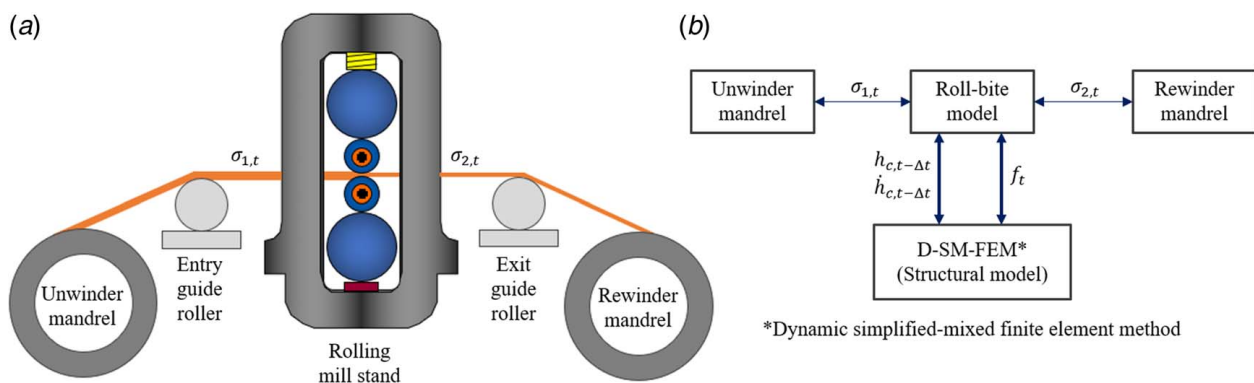 (a)
σ1,t
σ2,t
Entry
guide
roller
Exit
guide
roller
Unwinder
mandrel
Rewinder
mandrel
Rolling
mill stand
(b)
Unwinder
mandrel
σ1,t
Roll-bite
model
σ2,t
Rewinder
mandrel
hc,t−Δt
ḣc,t−Δt
ft
D-SM-FEM*
(Structural model)
*Dynamic simplified-mixed finite element method